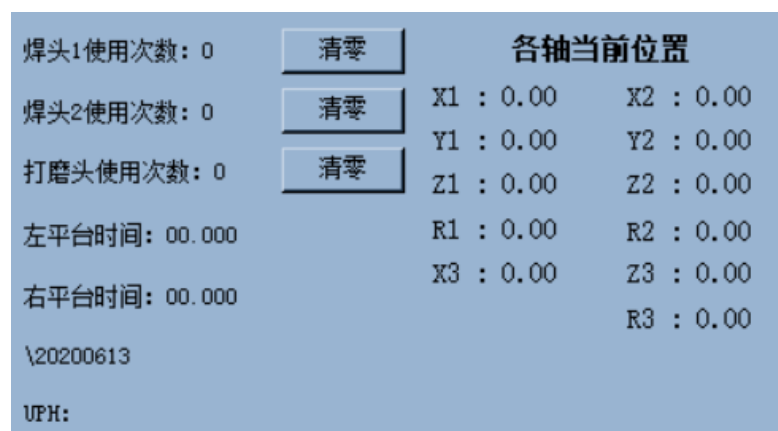 焊头1使用次数: 0
清零
焊头2使用次数: 0
清零
打磨头使用次数: 0
清零
左平台时间: 00.000
右平台时间: 00.000
\20200613
UPH:
各轴当前位置
X1 : 0.00 X2 : 0.00
Y1 : 0.00 Y2 : 0.00
Z1 : 0.00 Z2 : 0.00
R1 : 0.00 R2 : 0.00
X3 : 0.00 Z3 : 0.00
R3 : 0.00